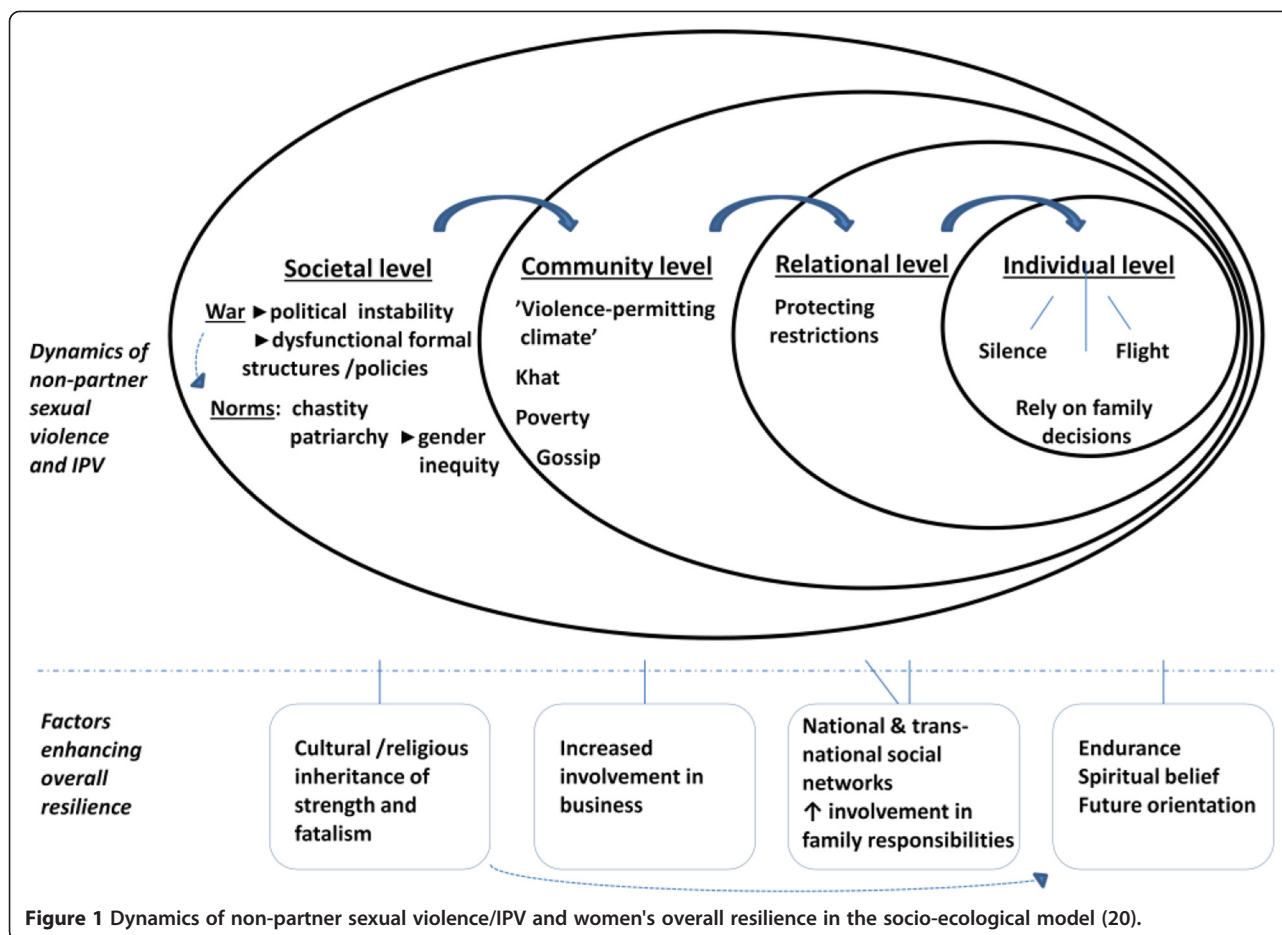 Dynamics of
non-partner
sexual
violence
and IPV
Societal level
War ►political instability
►dysfunctional formal
structures /policies
Norms: chastity
patriarchy ►gender
inequity
Community level
’Violence-permitting
climate’
Khat
Poverty
Gossip
Relational level
Protecting
restrictions
Individual level
Silence
Flight
Rely on family
decisions
Factors
enhancing
overall
resilience
Cultural /religious
inheritance of
strength and
fatalism
Increased
involvement in
business
National & trans-
national social
networks
↑ involvement in
family responsibilities
Endurance
Spiritual belief
Future orientation
Figure 1 Dynamics of non-partner sexual violence/IPV and women's overall resilience in the socio-ecological model (20).